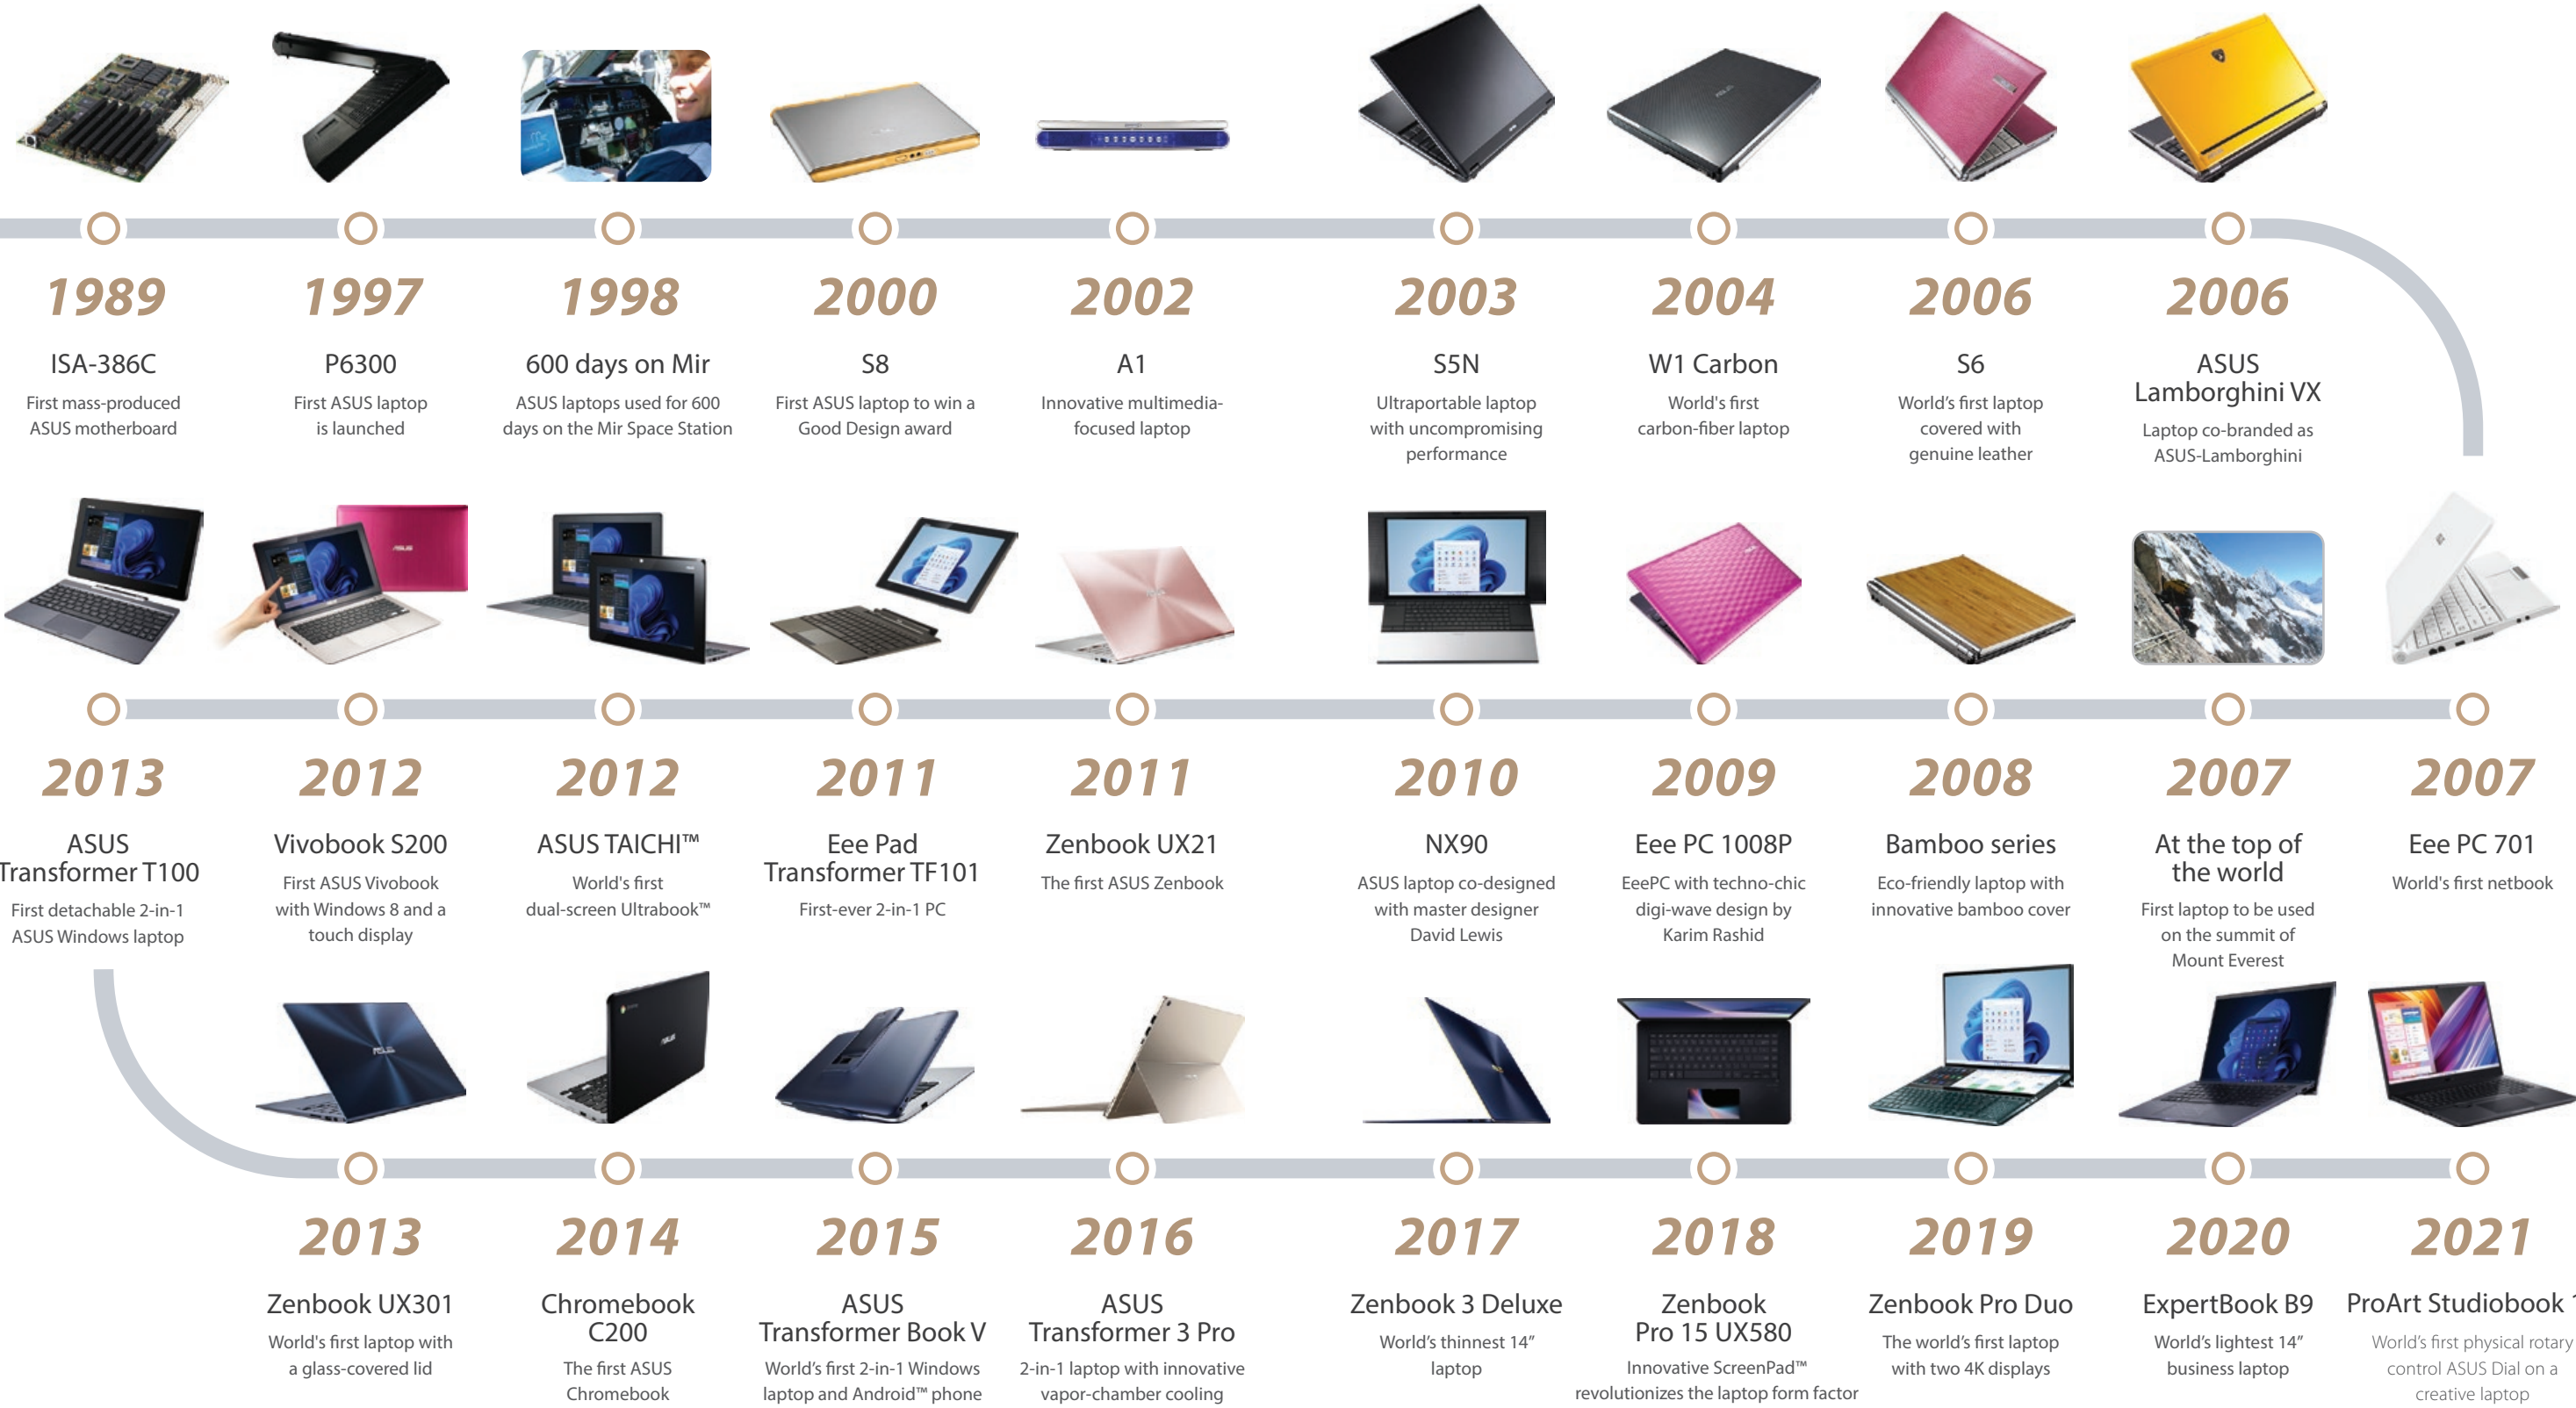 1989
ISA-386C
First mass-produced
ASUS motherboard
1997
P6300
First ASUS laptop
is launched
1998
600 days on Mir
ASUS laptops used for 600
days on the Mir Space Station
2000
S8
First ASUS laptop to win a
Good Design award
2002
A1
Innovative multimedia-
focused laptop
2003
S5N
Ultraportable laptop
with uncompromising
performance
2004
W1 Carbon
World's first
carbon-fiber laptop
2006
S6
World’s first laptop
covered with
genuine leather
2006
ASUS
Lamborghini VX
Laptop co-branded as
ASUS-Lamborghini
2013
ASUS
Transformer T100
First detachable 2-in-1
ASUS Windows laptop
ASUS
2012
Vivobook S200
First ASUS Vivobook
with Windows 8 and a
touch display
2012
ASUS TAICHI™
World's first
dual-screen Ultrabook™
2011
Eee Pad
Transformer TF101
First-ever 2-in-1 PC
2011
Zenbook UX21
The first ASUS Zenbook
2010
NX90
ASUS laptop co-designed
with master designer
David Lewis
2009
Eee PC 1008P
EeePC with techno-chic
digi-wave design by
Karim Rashid
2008
Bamboo series
Eco-friendly laptop with
innovative bamboo cover
2007
At the top of
the world
First laptop to be used
on the summit of
Mount Everest
2007
Eee PC 701
World's first netbook
2013
Zenbook UX301
World's first laptop with
a glass-covered lid
ASUS
2014
Chromebook
C200
The first ASUS
Chromebook
2015
ASUS
Transformer Book V
World’s first 2-in-1 Windows
laptop and Android™ phone
2016
ASUS
Transformer 3 Pro
2-in-1 laptop with innovative
vapor-chamber cooling
2017
Zenbook 3 Deluxe
World’s thinnest 14”
laptop
2018
Zenbook
Pro 15 UX580
Innovative ScreenPad™
revolutionizes the laptop form factor
2019
Zenbook Pro Duo
The world’s first laptop
with two 4K displays
2020
ExpertBook B9
World’s lightest 14”
business laptop
2021
ProArt Studiobook
World’s first physical rotary
control ASUS Dial on a
creative laptop